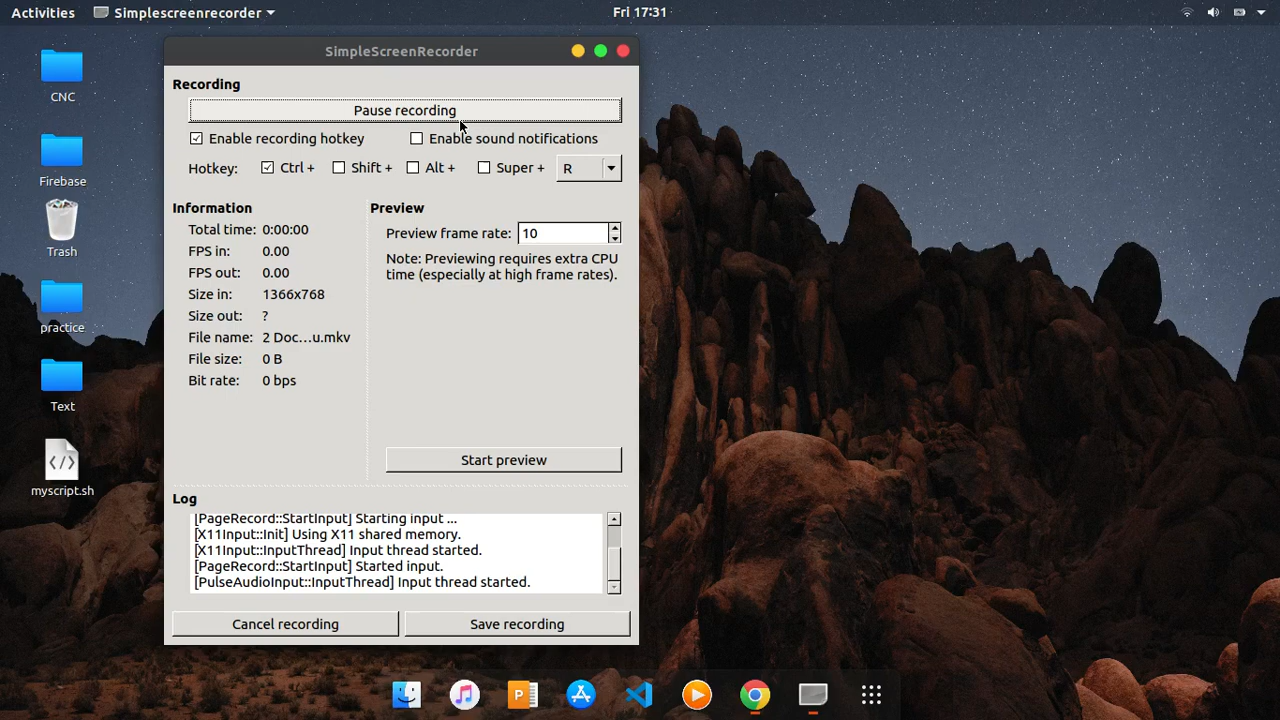 Activities
Simplescreenrecorder
Fri 17:31
CNC
Firebase
Trash
practice
Text
myscript.sh
SimpleScreenRecorder
Recording
Pause recording
Enable recording hotkey
Enable sound notifications
Hotkey: Ctrl + Shift + Alt + Super + R
Information
Total time: 0:00:00
FPS in: 0.00
FPS out: 0.00
Size in: 1366x768
Size out: ?
File name: 2 Doc...u.mkv
File size: 0 B
Bit rate: 0 bps
Preview
Preview frame rate: 10
Note: Previewing requires extra CPU
time (especially at high frame rates).
Start preview
Log
[PageRecord::StartInput] Starting input ...
[X11Input::Init] Using X11 shared memory.
[X11Input::InputThread] Input thread started.
[PageRecord::StartInput] Started input.
[PulseAudioInput::InputThread] Input thread started.
Cancel recording
Save recording
P